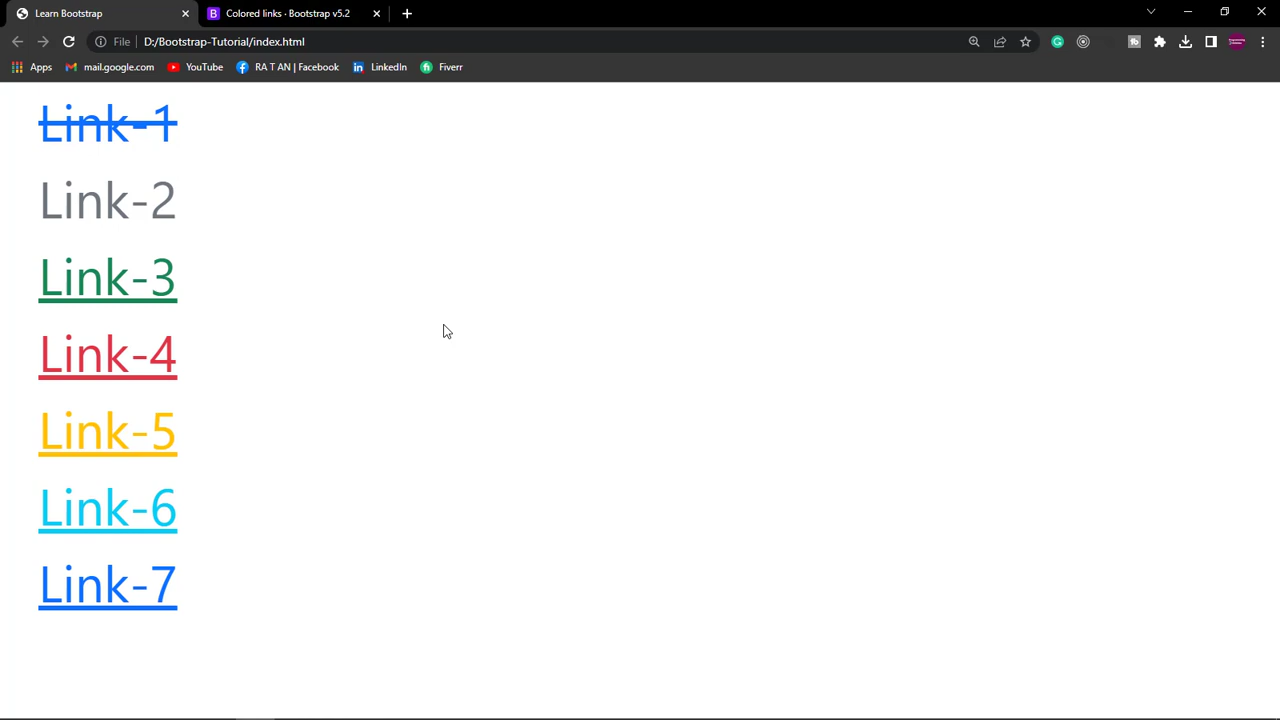 Learn Bootstrap
B Colored links · Bootstrap v5.2
File D:/Bootstrap-Tutorial/index.html
Apps mail.google.com YouTube RA T AN | Facebook LinkedIn Fiverr
Link-1
Link-2
Link-3
Link-4
Link-5
Link-6
Link-7